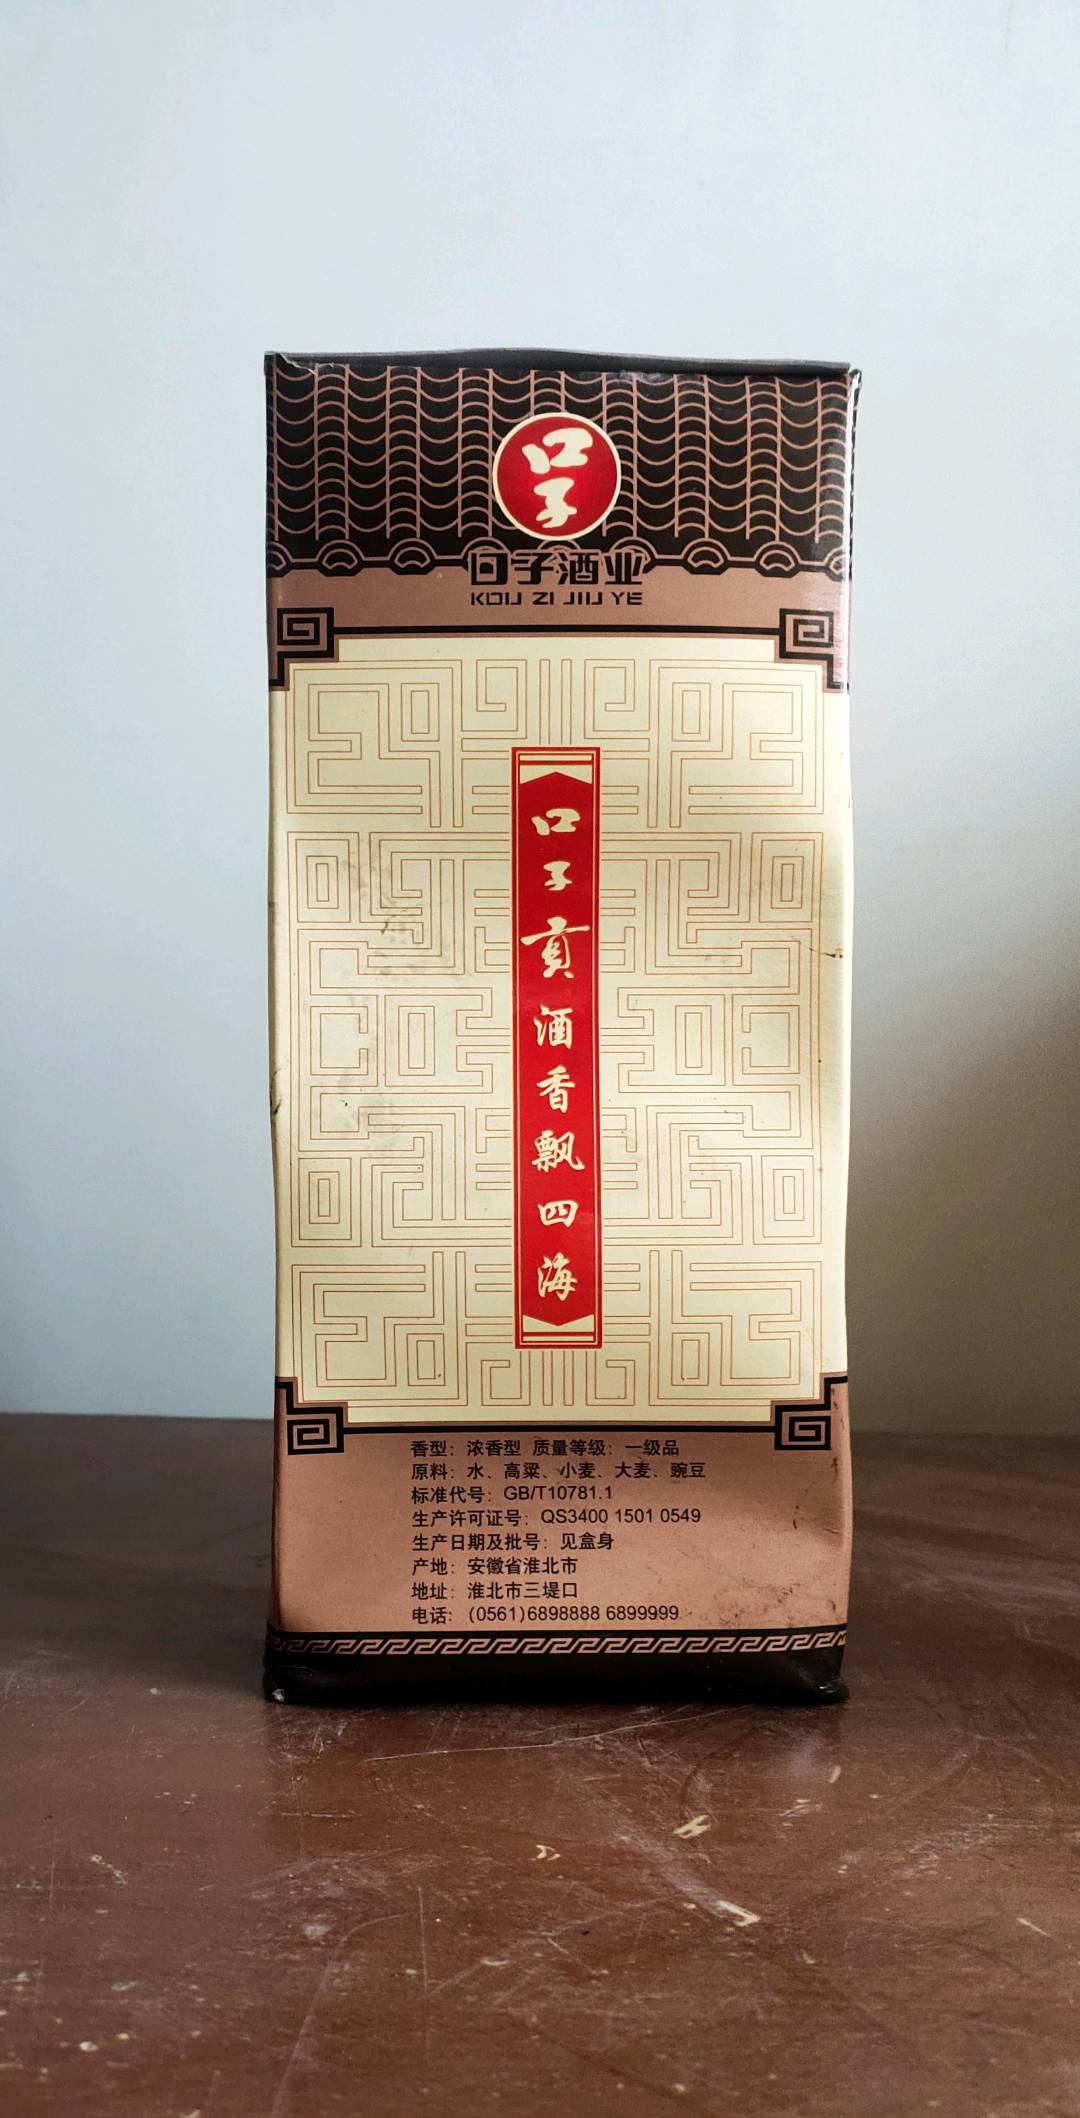 口子
口子酒业
KOU ZI JIU YE
口子贡酒香飘四海
香型：浓香型 质量等级：一级品
原料：水、高粱、小麦、大麦、豌豆
标准代号：GB/T10781.1
生产许可证号：QS3400 1501 0549
生产日期及批号：见盒身
产地：安徽省淮北市
地址：淮北市三堤口
电话：(0561)6898888 6899999